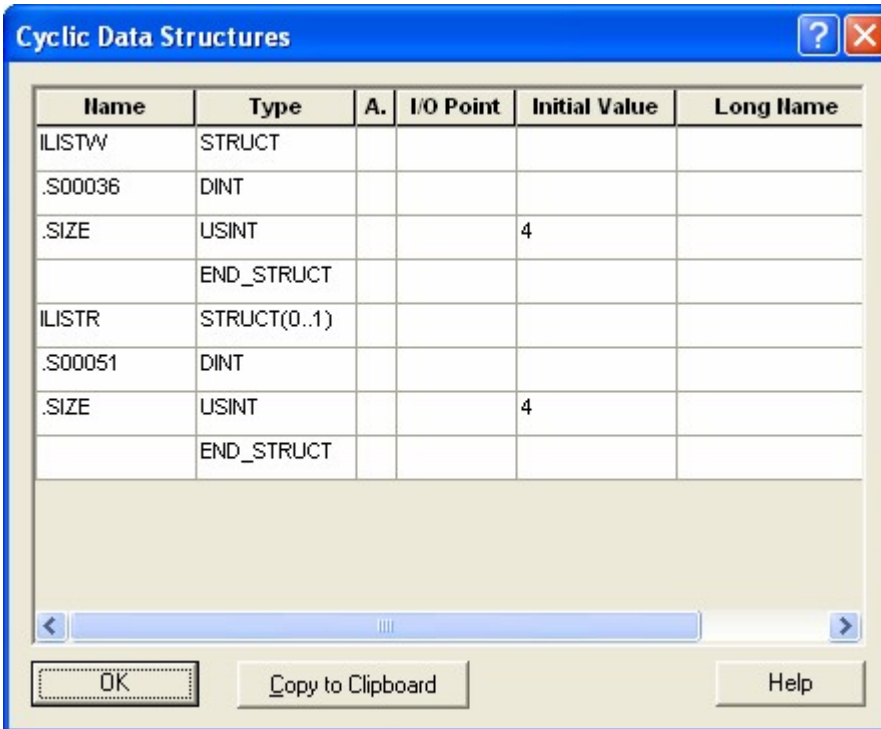 Cyclic Data Structures
Name Type A. I/O Point Initial Value Long Name
ILISTW STRUCT
.S00036 DINT
.SIZE USINT 4
END_STRUCT
ILISTR STRUCT(0..1)
.S00051 DINT
.SIZE USINT 4
END_STRUCT
OK Copy to Clipboard Help